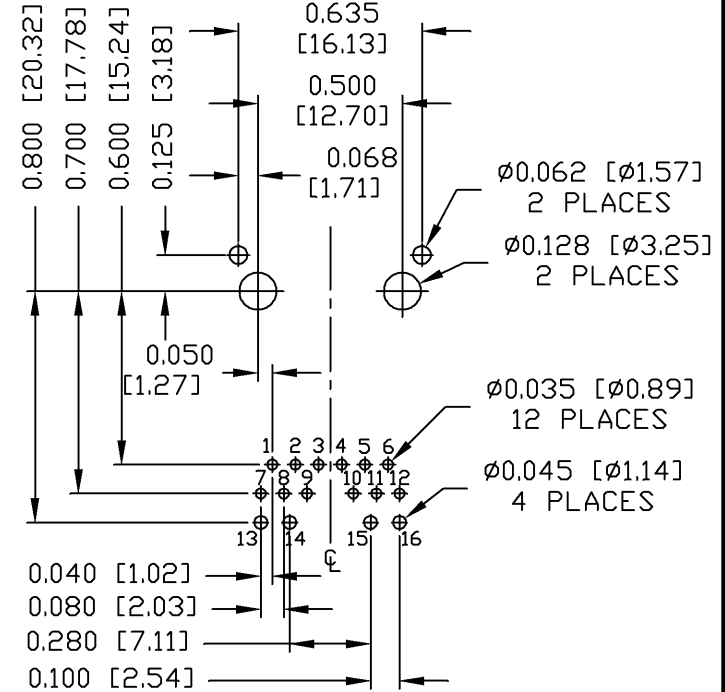 0.800 [20.32]
0.700 [17.78]
0.600 [15.24]
0.125 [3.18]
0.635
[16.13]
0.500
[12.70]
0.068
[1.71]
Ø0.062 [Ø1.57]
2 PLACES
Ø0.128 [Ø3.25]
2 PLACES
0.050
[1.27]
Ø0.035 [Ø0.89]
12 PLACES
1 2 3 4 5 6
7 8 9 10 11 12
Ø0.045 [Ø1.14]
4 PLACES
13 14 15 16
℄
0.040 [1.02]
0.080 [2.03]
0.280 [7.11]
0.100 [2.54]